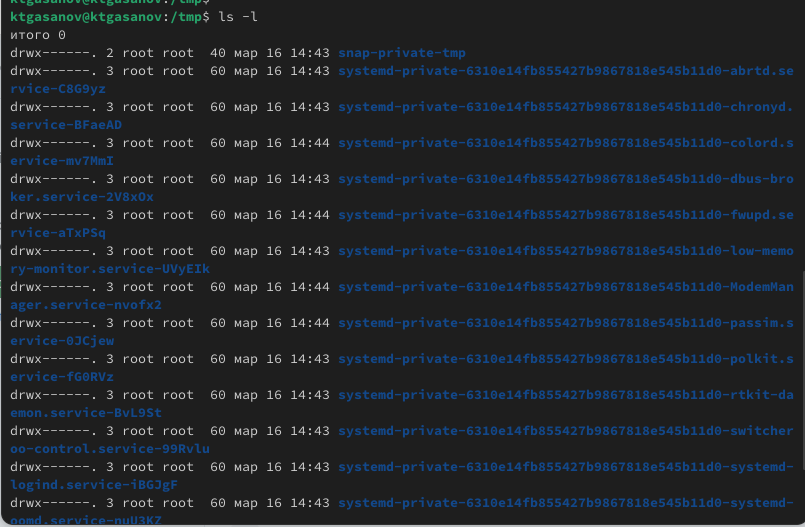 ktgasanov@ktgasanov:/tmp$
ktgasanov@ktgasanov:/tmp$ ls -l
итого 0
drwx------. 2 root root  40 мар 16 14:43 snap-private-tmp
drwx------. 3 root root  60 мар 16 14:43 systemd-private-6310e14fb855427b9867818e545b11d0-abrtd.se
rvice-C8G9yz
drwx------. 3 root root  60 мар 16 14:43 systemd-private-6310e14fb855427b9867818e545b11d0-chronyd.
service-BFaeAD
drwx------. 3 root root  60 мар 16 14:44 systemd-private-6310e14fb855427b9867818e545b11d0-colord.s
ervice-mv7MmI
drwx------. 3 root root  60 мар 16 14:43 systemd-private-6310e14fb855427b9867818e545b11d0-dbus-bro
ker.service-2V8xOx
drwx------. 3 root root  60 мар 16 14:44 systemd-private-6310e14fb855427b9867818e545b11d0-fwupd.se
rvice-aTxPSq
drwx------. 3 root root  60 мар 16 14:43 systemd-private-6310e14fb855427b9867818e545b11d0-low-memo
ry-monitor.service-UVyEIk
drwx------. 3 root root  60 мар 16 14:44 systemd-private-6310e14fb855427b9867818e545b11d0-ModemMan
ager.service-nvofx2
drwx------. 3 root root  60 мар 16 14:44 systemd-private-6310e14fb855427b9867818e545b11d0-passim.s
ervice-0JCjew
drwx------. 3 root root  60 мар 16 14:43 systemd-private-6310e14fb855427b9867818e545b11d0-polkit.s
ervice-fG0RVz
drwx------. 3 root root  60 мар 16 14:43 systemd-private-6310e14fb855427b9867818e545b11d0-rtkit-da
emon.service-BvL9St
drwx------. 3 root root  60 мар 16 14:43 systemd-private-6310e14fb855427b9867818e545b11d0-switcher
oo-control.service-99Rvlu
drwx------. 3 root root  60 мар 16 14:43 systemd-private-6310e14fb855427b9867818e545b11d0-systemd-
logind.service-iBGJgF
drwx------. 3 root root  60 мар 16 14:43 systemd-private-6310e14fb855427b9867818e545b11d0-systemd-
oomd.service-nuU3KZ